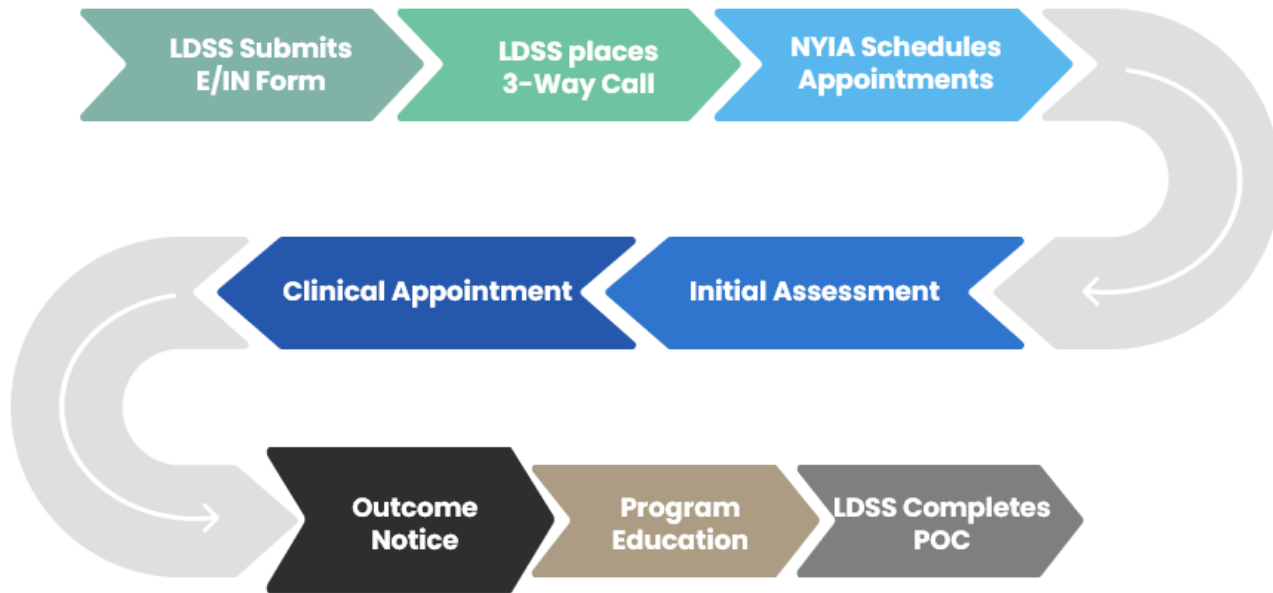 LDSS Submits
E/IN Form
LDSS places
3-Way Call
NYIA Schedules
Appointments
Initial Assessment
Clinical Appointment
Outcome
Notice
Program
Education
LDSS Completes
POC